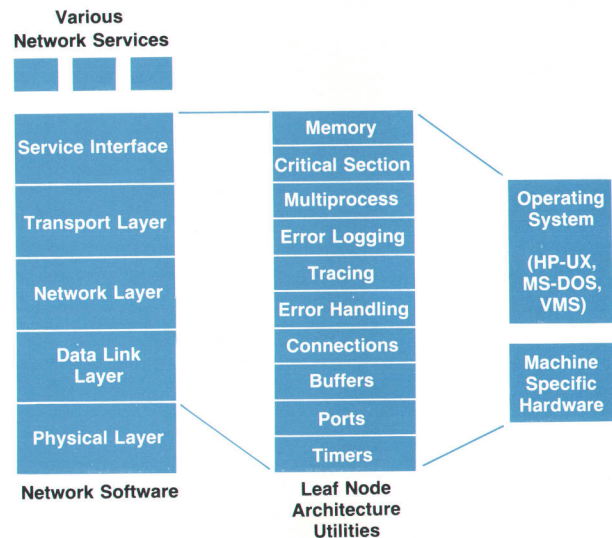 Various
Network Services
Service Interface
Transport Layer
Network Layer
Data Link
Layer
Physical Layer
Network Software
Memory
Critical Section
Multiprocess
Error Logging
Tracing
Error Handling
Connections
Buffers
Ports
Timers
Leaf Node
Architecture
Utilities
Operating
System
(HP-UX,
MS-DOS,
VMS)
Machine
Specific
Hardware